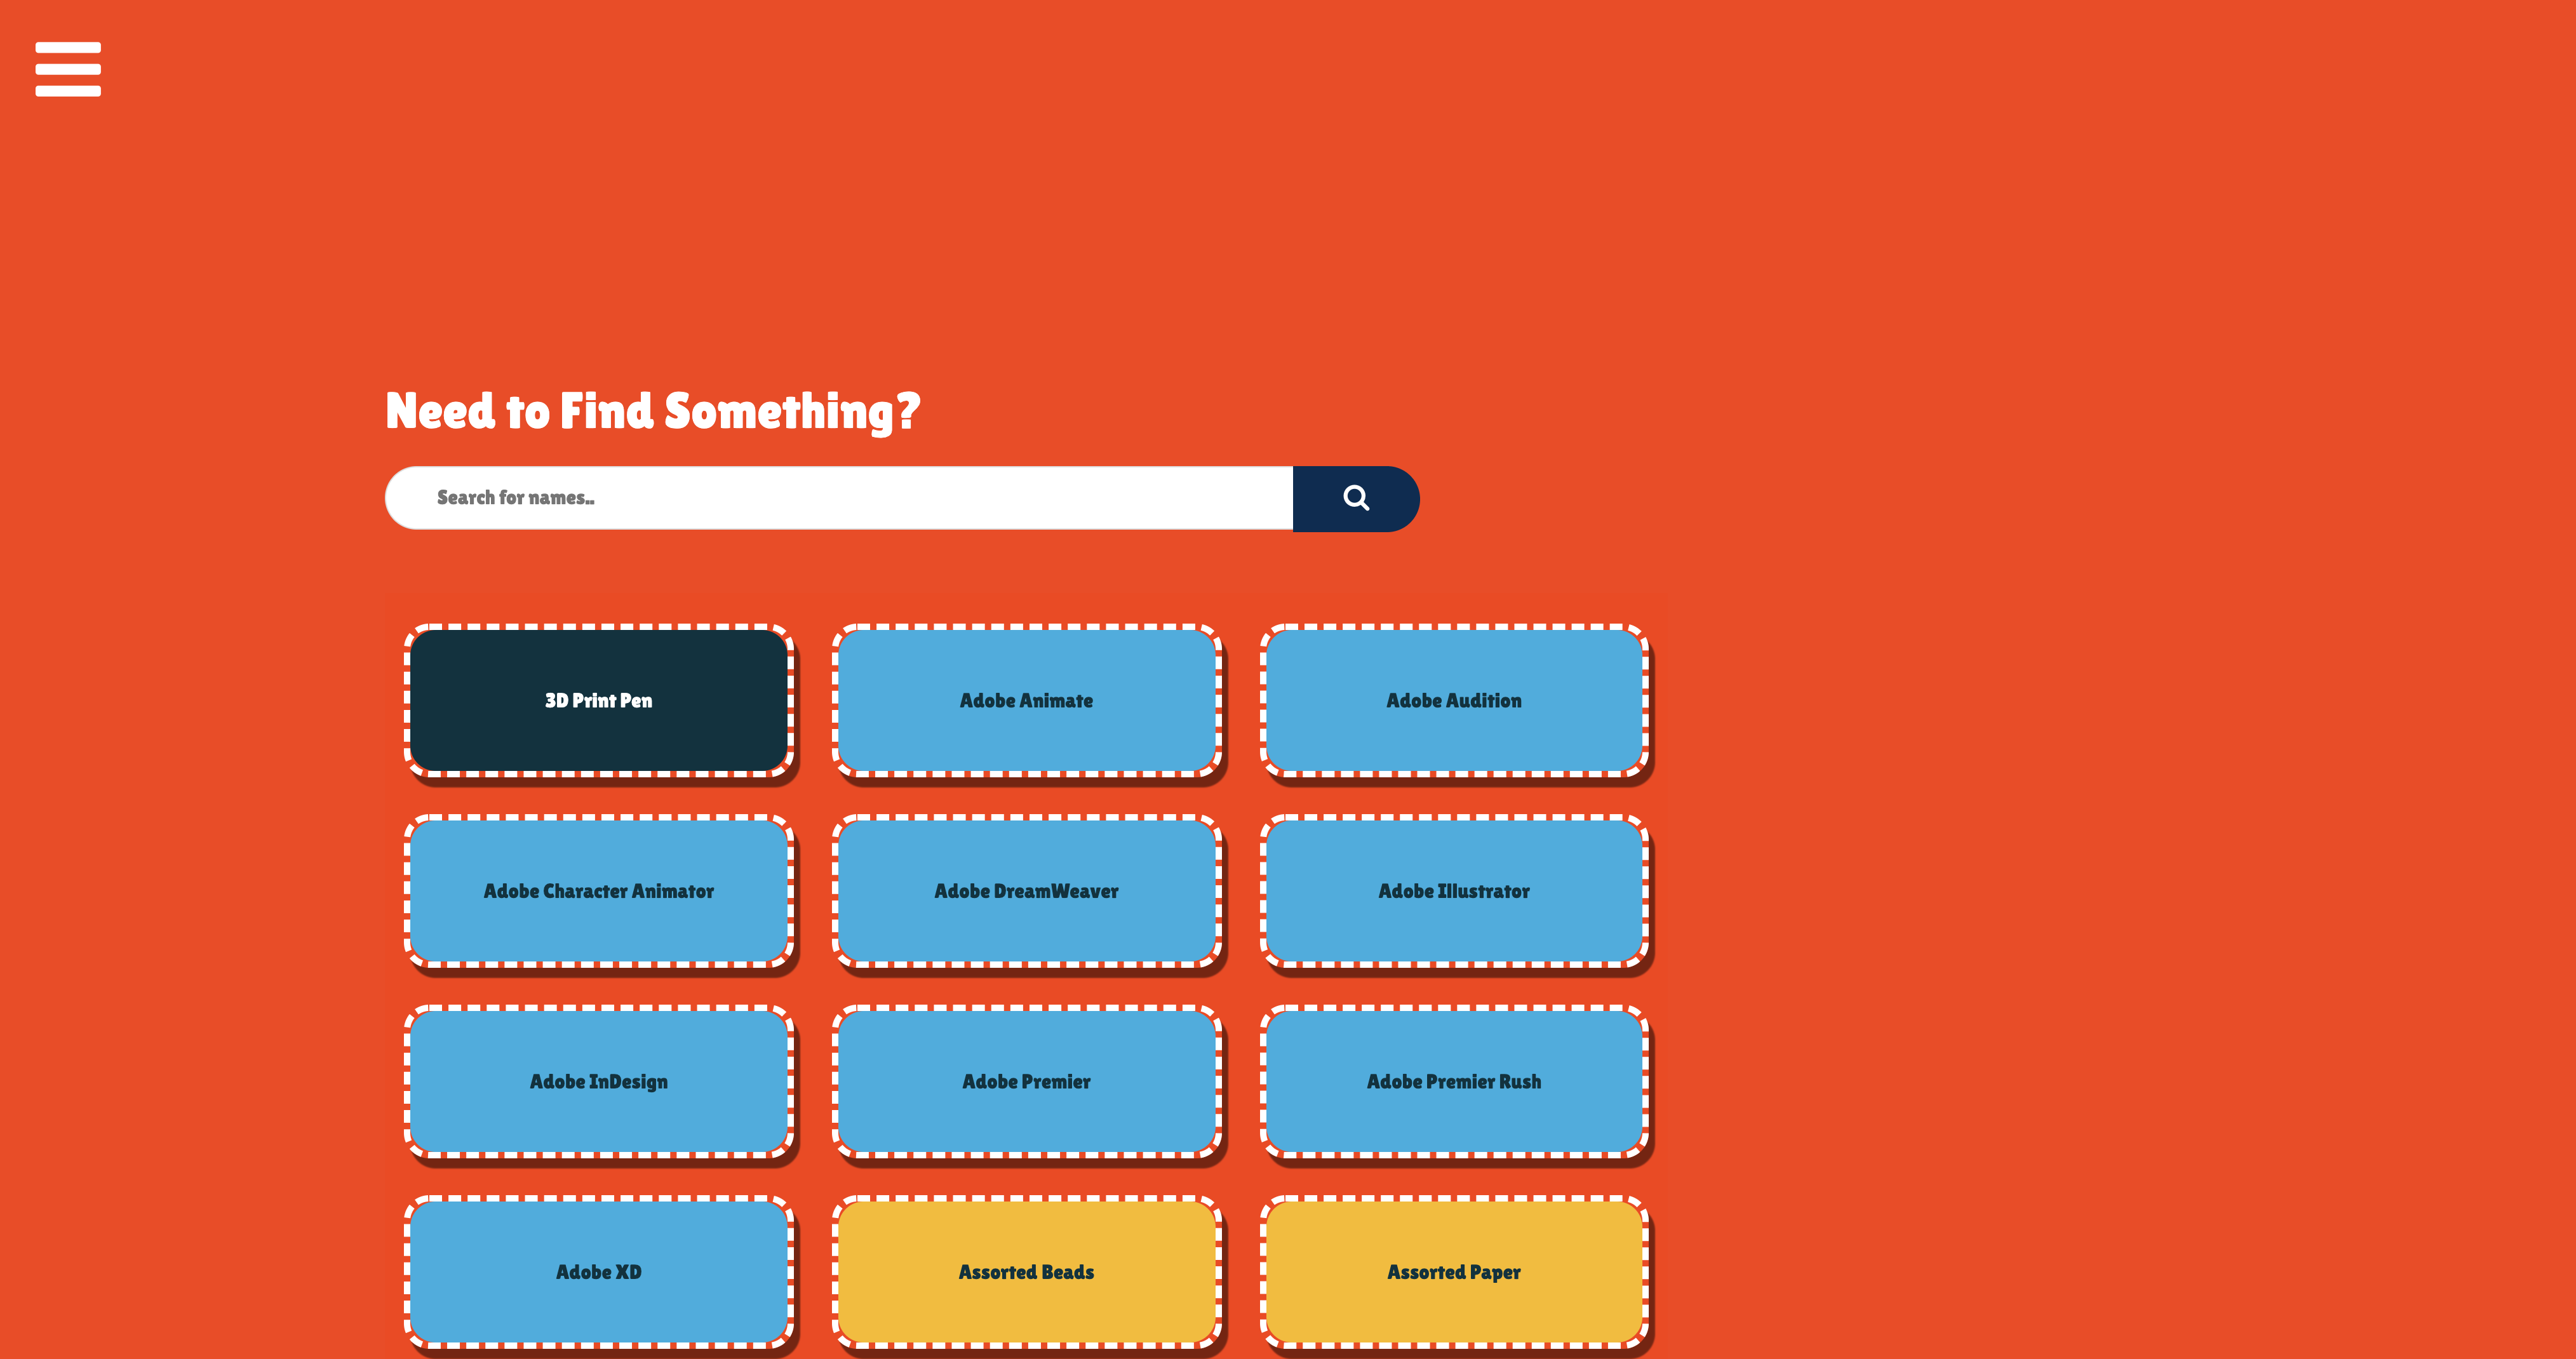 Need to Find Something?
Search for names..
3D Print Pen
Adobe Animate
Adobe Audition
Adobe Character Animator
Adobe DreamWeaver
Adobe Illustrator
Adobe InDesign
Adobe Premier
Adobe Premier Rush
Adobe XD
Assorted Beads
Assorted Paper